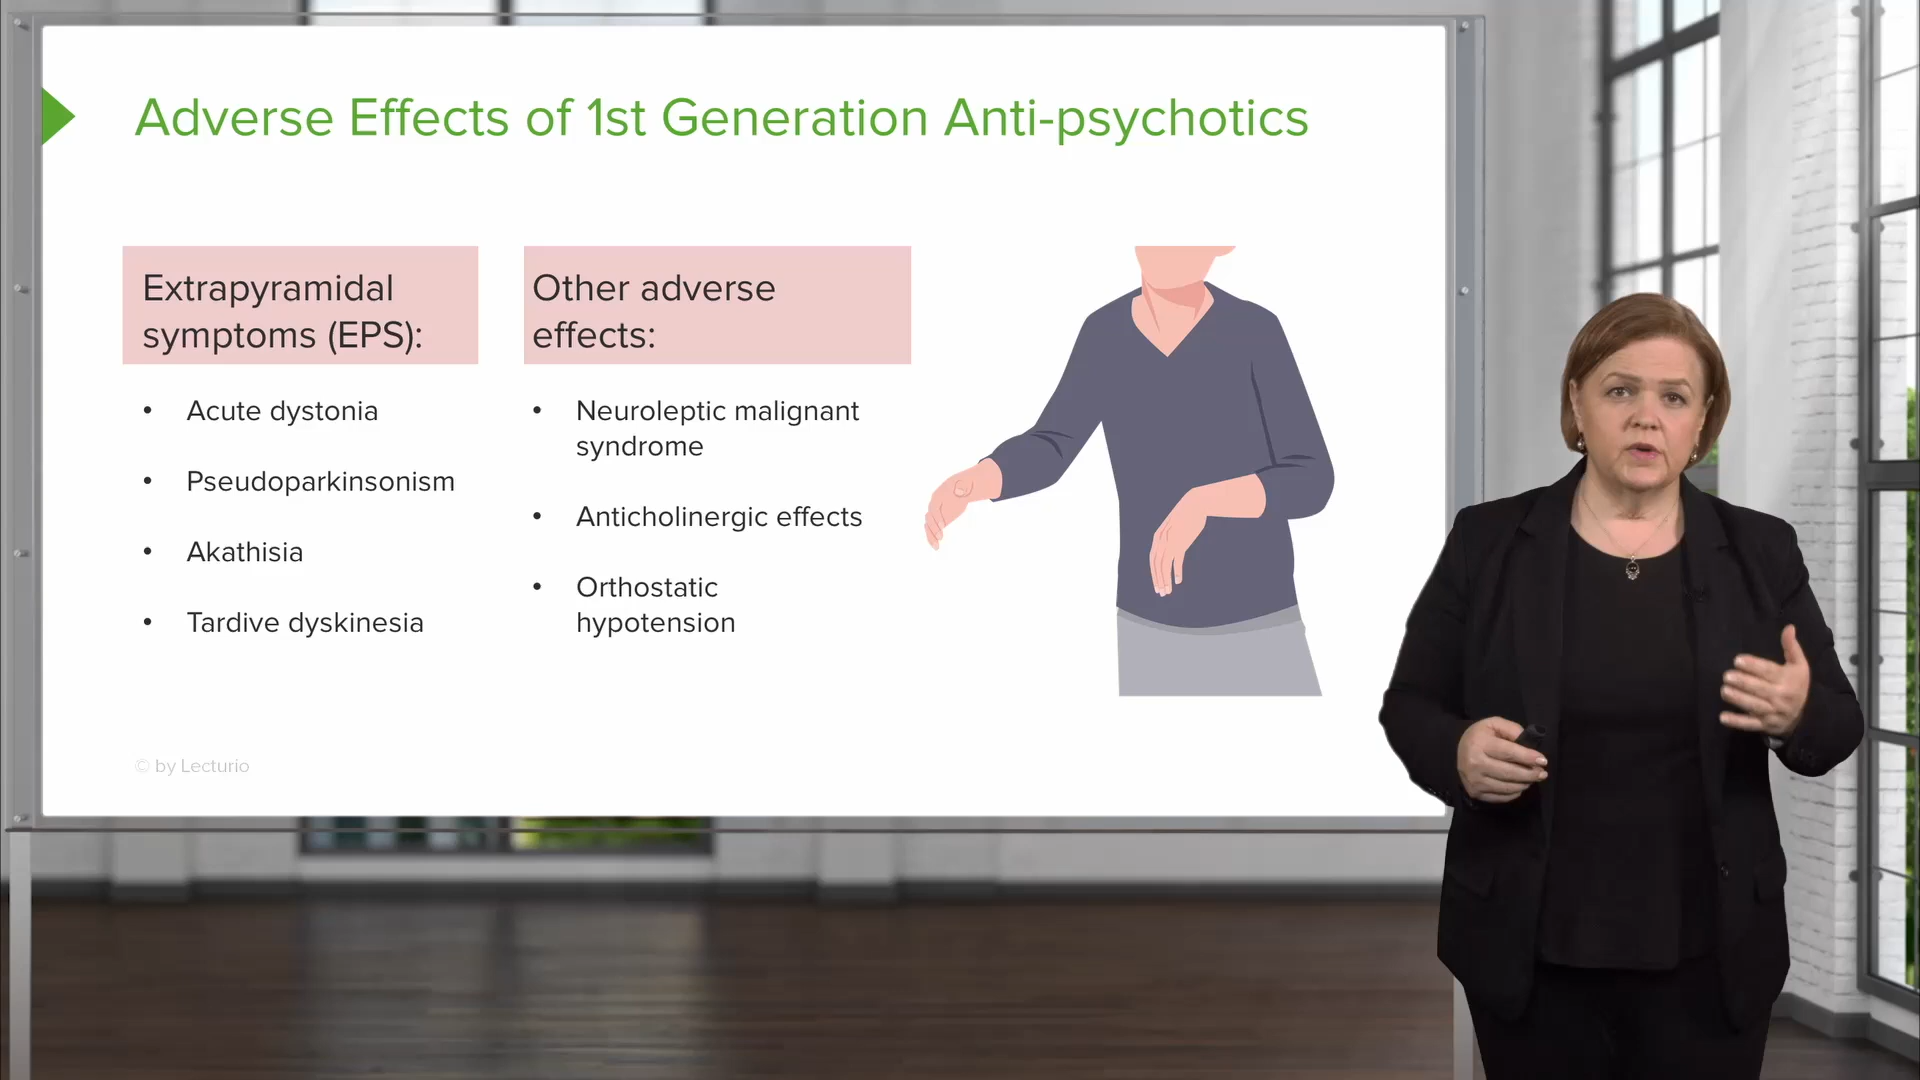 Adverse Effects of 1st Generation Anti-psychotics
Extrapyramidal
symptoms (EPS):
• Acute dystonia
• Pseudoparkinsonism
• Akathisia
• Tardive dyskinesia
Other adverse
effects:
• Neuroleptic malignant
syndrome
• Anticholinergic effects
• Orthostatic
hypotension
© by Lecturio